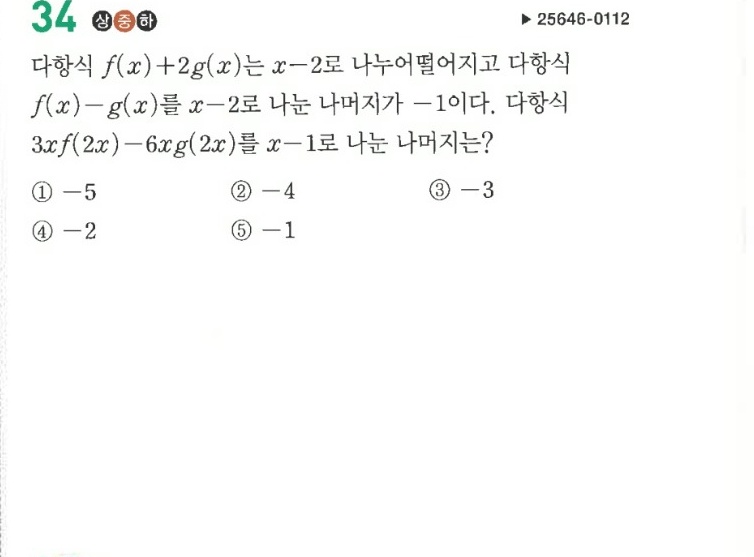 34 상중하 ▶ 25646-0112
다항식 f(x)+2g(x)는 x-2로 나누어떨어지고 다항식
f(x)-g(x)를 x-2로 나눈 나머지가 -1이다. 다항식
3xf(2x)-6xg(2x)를 x-1로 나눈 나머지는?
① -5 ② -4 ③ -3
④ -2 ⑤ -1